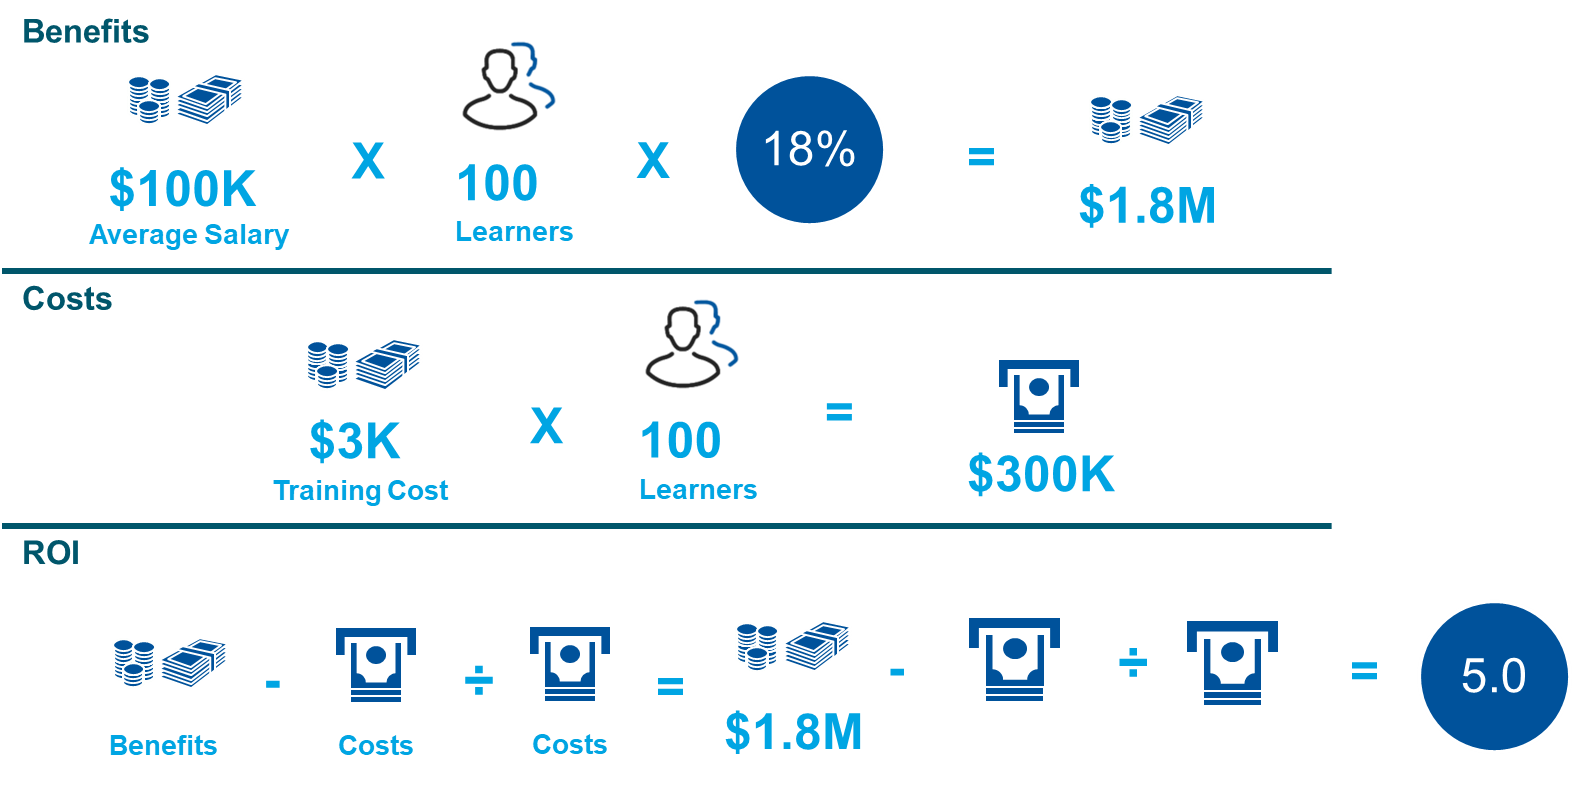 Benefits
$100K
Average Salary
X
100
Learners
X
18%
=
$1.8M
Costs
$3K
Training Cost
X
100
Learners
=
$300K
ROI
Benefits
-
Costs
÷
Costs
=
$1.8M
-
÷
=
5.0